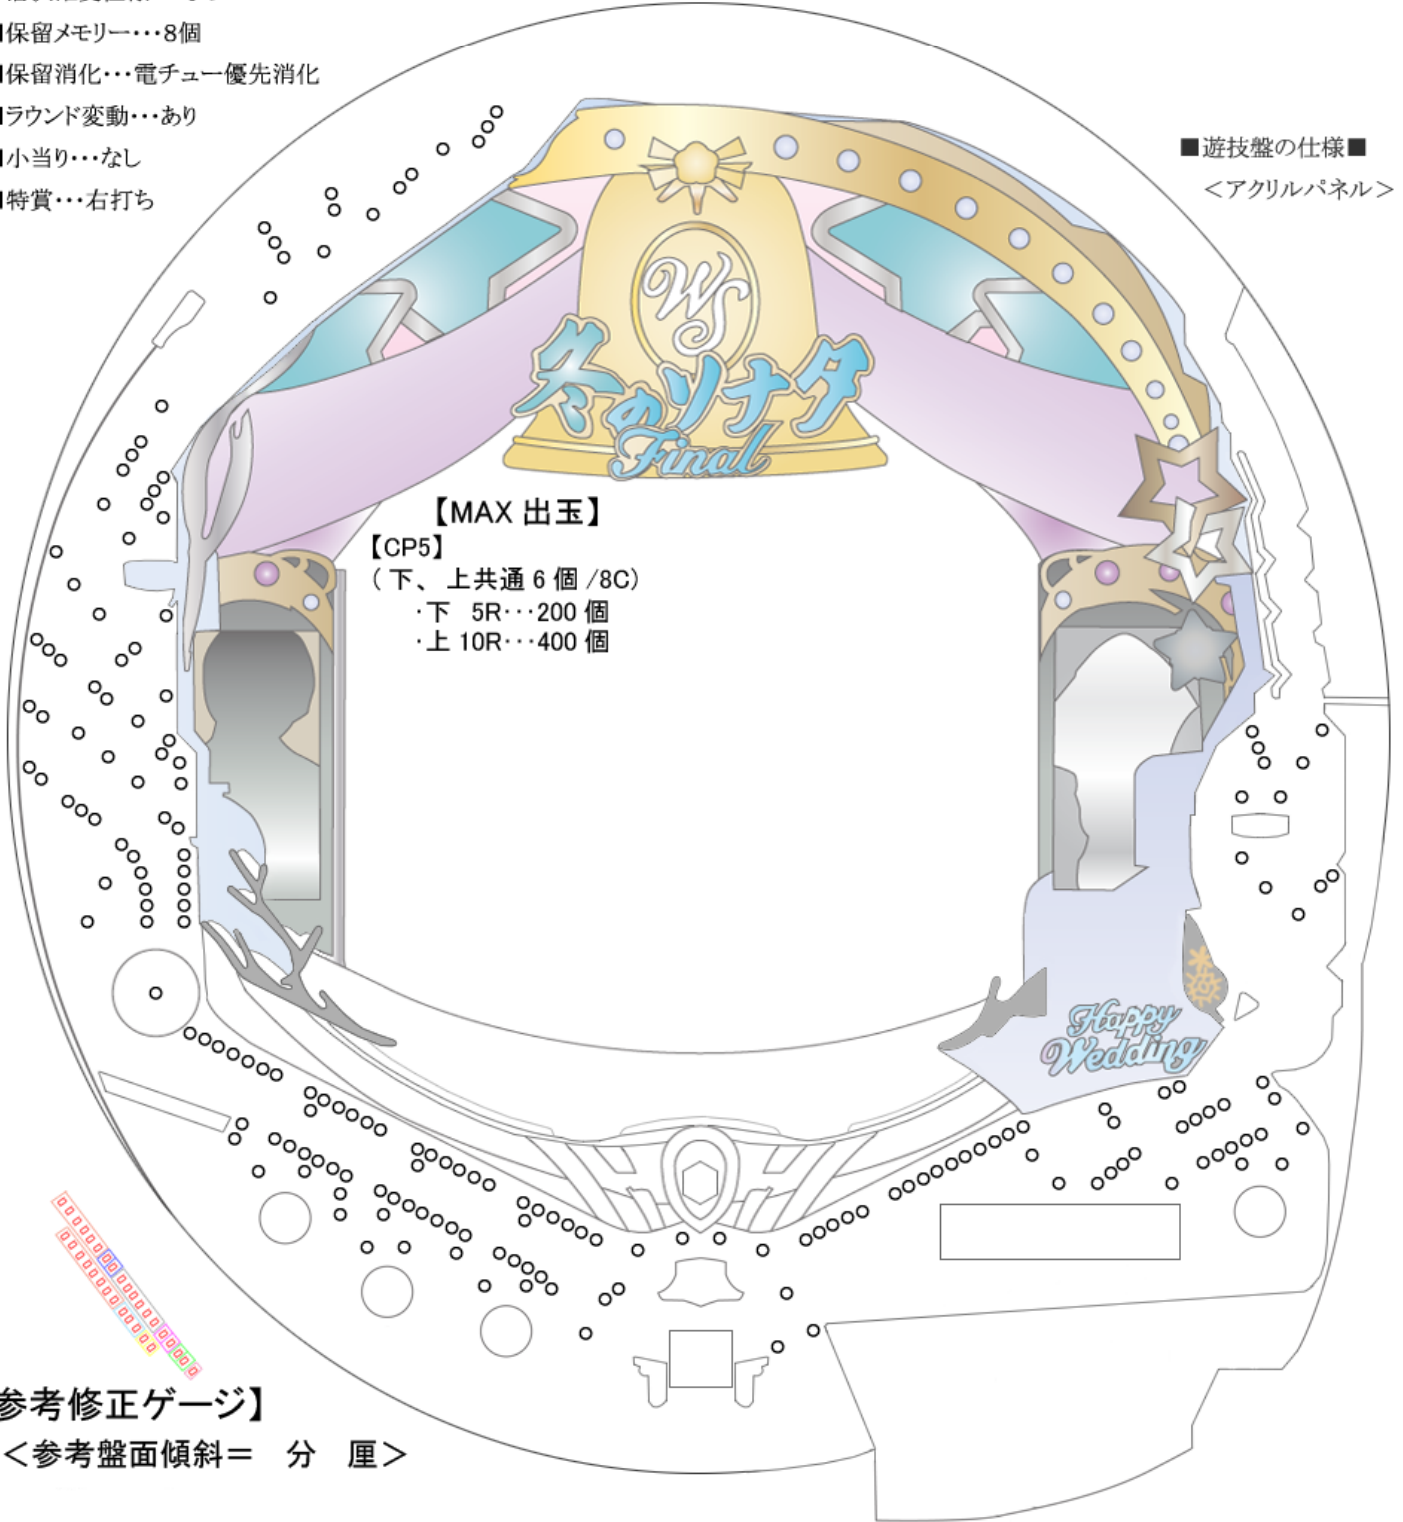 ■保留メモリー・・・8個
■保留消化・・・電チュー優先消化
■ラウンド変動・・・あり
■小当り・・・なし
■特賞・・・右打ち
■遊技盤の仕様■
＜アクリルパネル＞
WS
冬のソナタ
Final
【MAX 出玉】
【CP5】
（下、上共通６個/8C）
・下 5R・・・200 個
・上 10R・・・400 個
Happy
Wedding
参考修正ゲージ】
＜参考盤面傾斜＝　分　厘＞